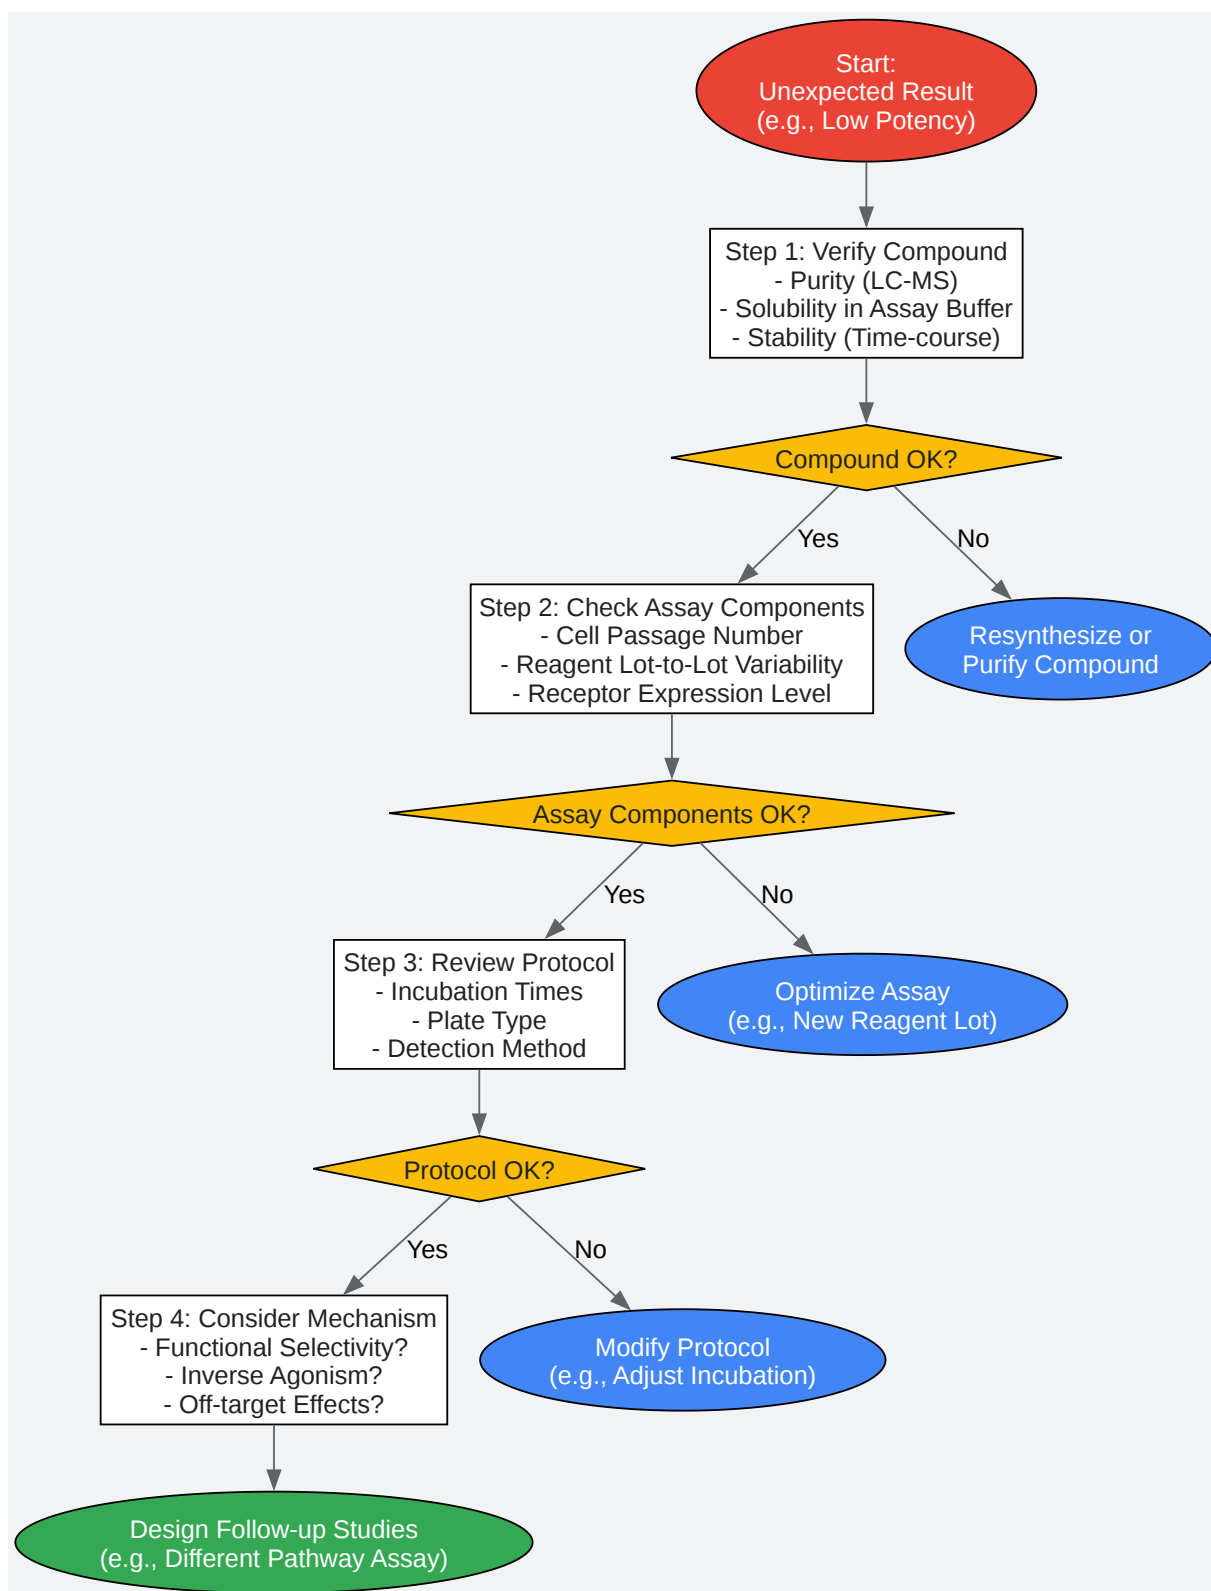 Start:
Unexpected Result
(e.g., Low Potency)
Step 1: Verify Compound
- Purity (LC-MS)
- Solubility in Assay Buffer
- Stability (Time-course)
Compound OK?
Yes
No
Step 2: Check Assay Components
- Cell Passage Number
- Reagent Lot-to-Lot Variability
- Receptor Expression Level
Resynthesize or
Purify Compound
Assay Components OK?
Yes
No
Step 3: Review Protocol
- Incubation Times
- Plate Type
- Detection Method
Optimize Assay
(e.g., New Reagent Lot)
Protocol OK?
Yes
No
Step 4: Consider Mechanism
- Functional Selectivity?
- Inverse Agonism?
- Off-target Effects?
Modify Protocol
(e.g., Adjust Incubation)
Design Follow-up Studies
(e.g., Different Pathway Assay)